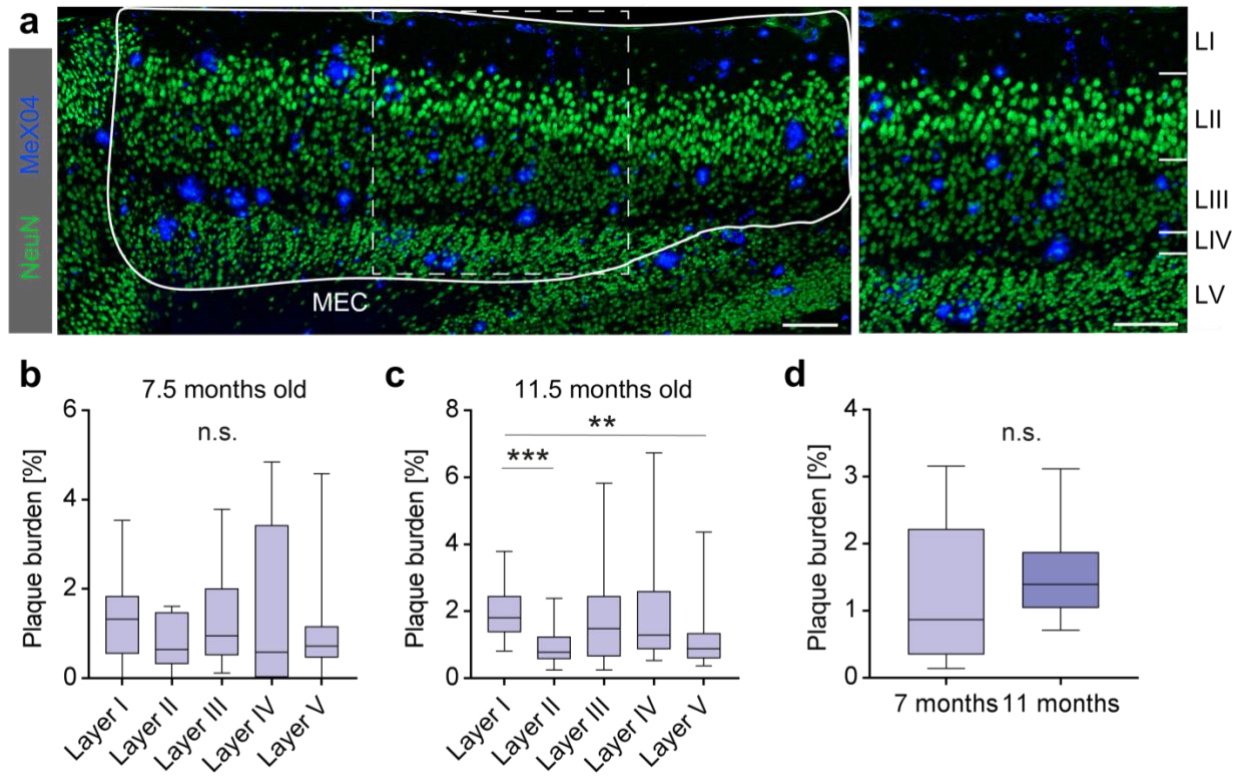 a
MeX04
NeuN
MEC
LI
LII
LIII
LIV
LV
b
7.5 months old
n.s.
Plaque burden [%]
6
4
2
0
Layer I
Layer II
Layer III
Layer IV
Layer V
c
11.5 months old
**
***
Plaque burden [%]
8
6
4
2
0
Layer I
Layer II
Layer III
Layer IV
Layer V
d
n.s.
Plaque burden [%]
4
3
2
1
0
7 months 11 months